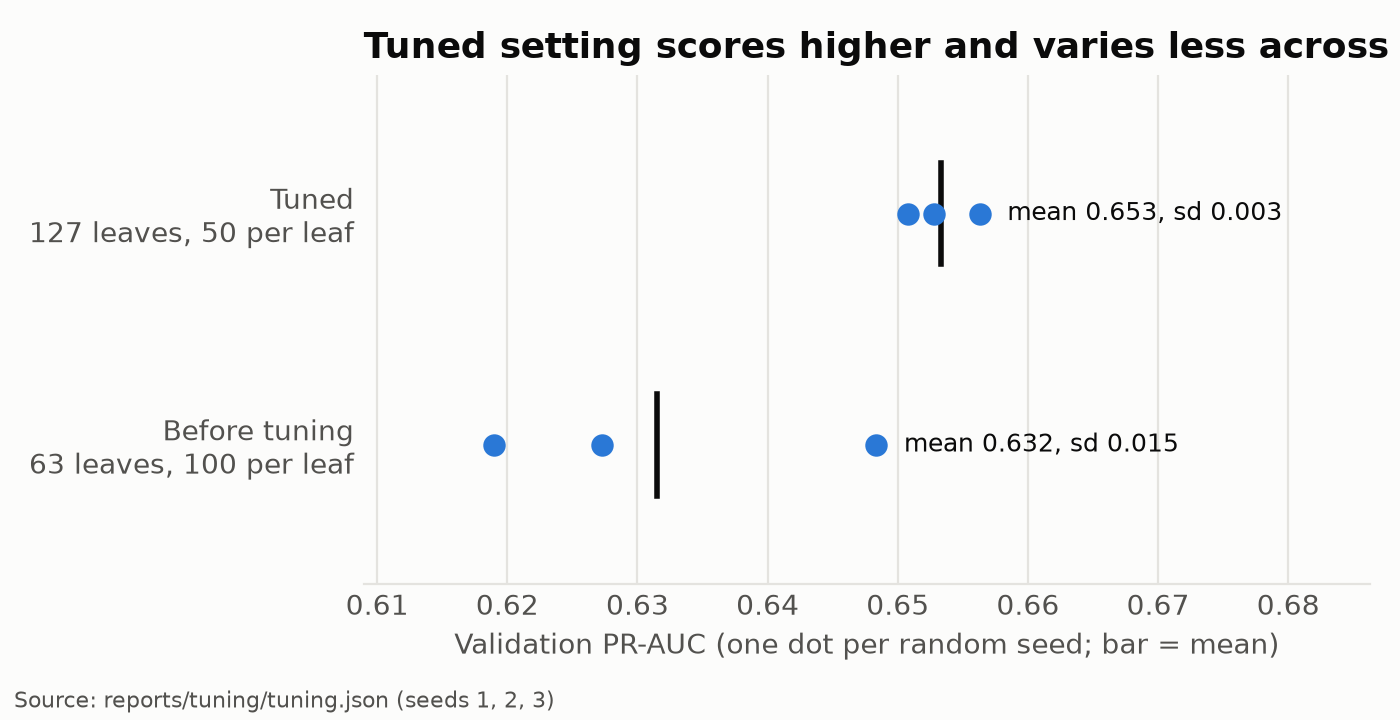 Tuned setting scores higher and varies less across
Tuned
127 leaves, 50 per leaf
mean 0.653, sd 0.003
Before tuning
63 leaves, 100 per leaf
mean 0.632, sd 0.015
0.61 0.62 0.63 0.64 0.65 0.66 0.67 0.68
Validation PR-AUC (one dot per random seed; bar = mean)
Source: reports/tuning/tuning.json (seeds 1, 2, 3)